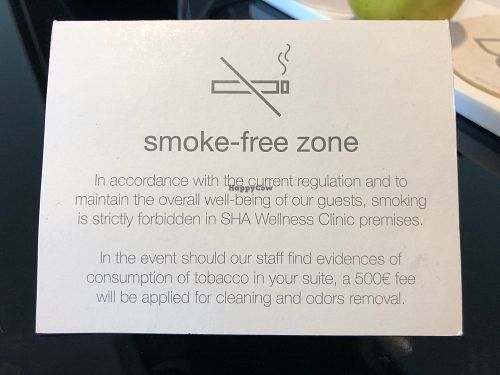 smoke-free zone
In accordance with the current regulation and to
maintain the overall well-being of our guests, smoking
is strictly forbidden in SHA Wellness Clinic premises.
In the event should our staff find evidences of
consumption of tobacco in your suite, a 500€ fee
will be applied for cleaning and odors removal.
HappyCow